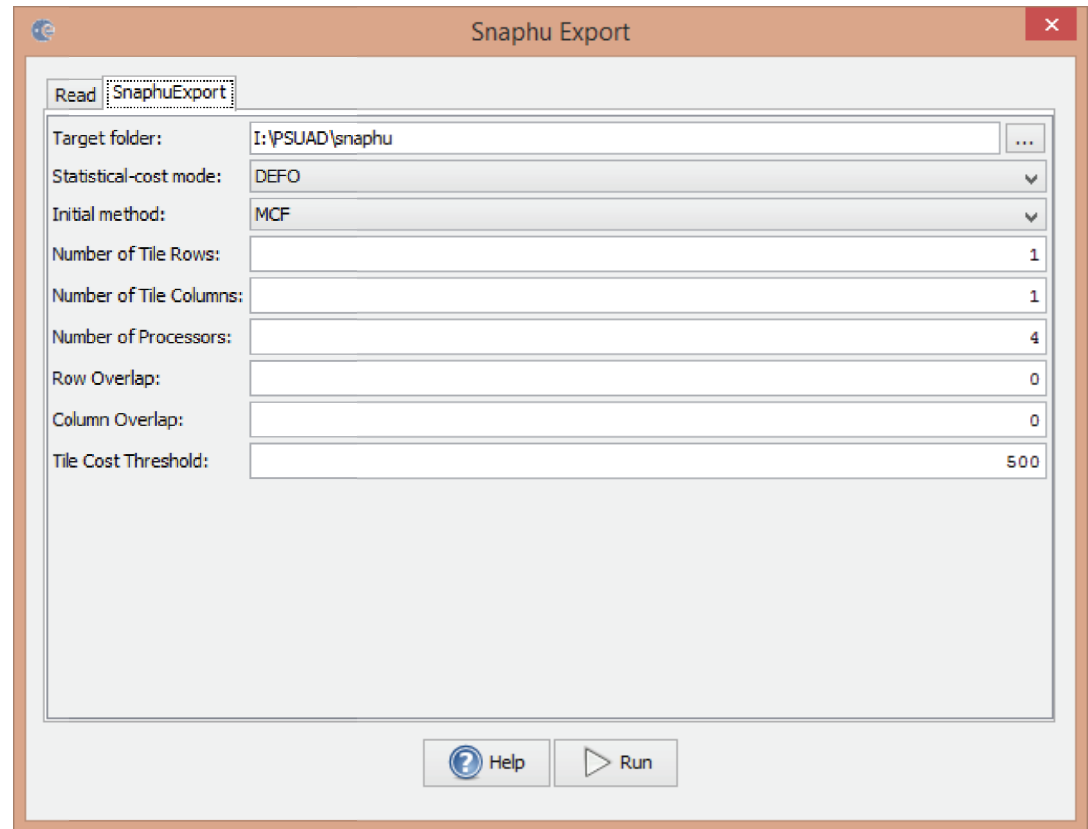 Snaphu Export
Read SnaphuExport
Target folder: I:\PSUAD\snaphu ...
Statistical-cost mode: DEFO
Initial method: MCF
Number of Tile Rows: 1
Number of Tile Columns: 1
Number of Processors: 4
Row Overlap: 0
Column Overlap: 0
Tile Cost Threshold: 500
Help Run